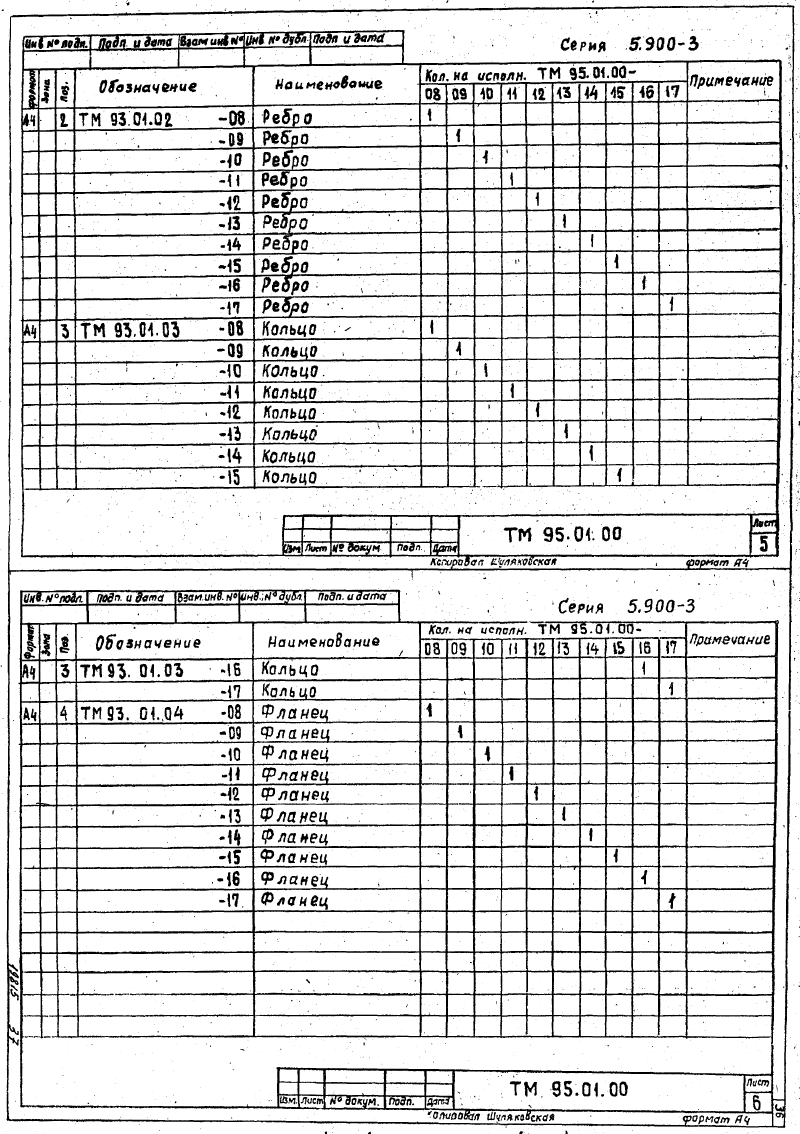 Инв № подл. Подп. и дата Взам инв № Инв № дубл. Подп и дата
Серия 5.900-3
Формат Зона Поз. Обозначение Наименование Кол. на исполн. ТМ 95.01.00- Примечание
08 09 10 11 12 13 14 15 16 17
А4 2 ТМ 93.01.02 -08 Ребро 1
-09 Ребро 1
-10 Ребро 1
-11 Ребро 1
-12 Ребро 1
-13 Ребро 1
-14 Ребро 1
-15 Ребро 1
-16 Ребро 1
-17 Ребро 1
А4 3 ТМ 93.01.03 -08 Кольцо 1
-09 Кольцо 1
-10 Кольцо 1
-11 Кольцо 1
-12 Кольцо 1
-13 Кольцо 1
-14 Кольцо 1
-15 Кольцо 1
ТМ 95.01.00
Лист
5
Изм. Лист № докум Подп. Дата
Копировал Шуляковская формат А4
Инв. № подл. Подп. и дата Взам. инв. № Инв. № дубл. Подп. и дата
Серия 5.900-3
Формат Зона Поз. Обозначение Наименование Кол. на исполн. ТМ 95.01.00- Примечание
08 09 10 11 12 13 14 15 16 17
А4 3 ТМ 93.01.03 -16 Кольцо 1
-17 Кольцо 1
А4 4 ТМ 93.01.04 -08 Фланец 1
-09 Фланец 1
-10 Фланец 1
-11 Фланец 1
-12 Фланец 1
-13 Фланец 1
-14 Фланец 1
-15 Фланец 1
-16 Фланец 1
-17 Фланец 1
19815 37
ТМ 95.01.00
Лист
6
Изм. Лист № докум. Подп. Дата
Копировал Шуляковская формат А4
36